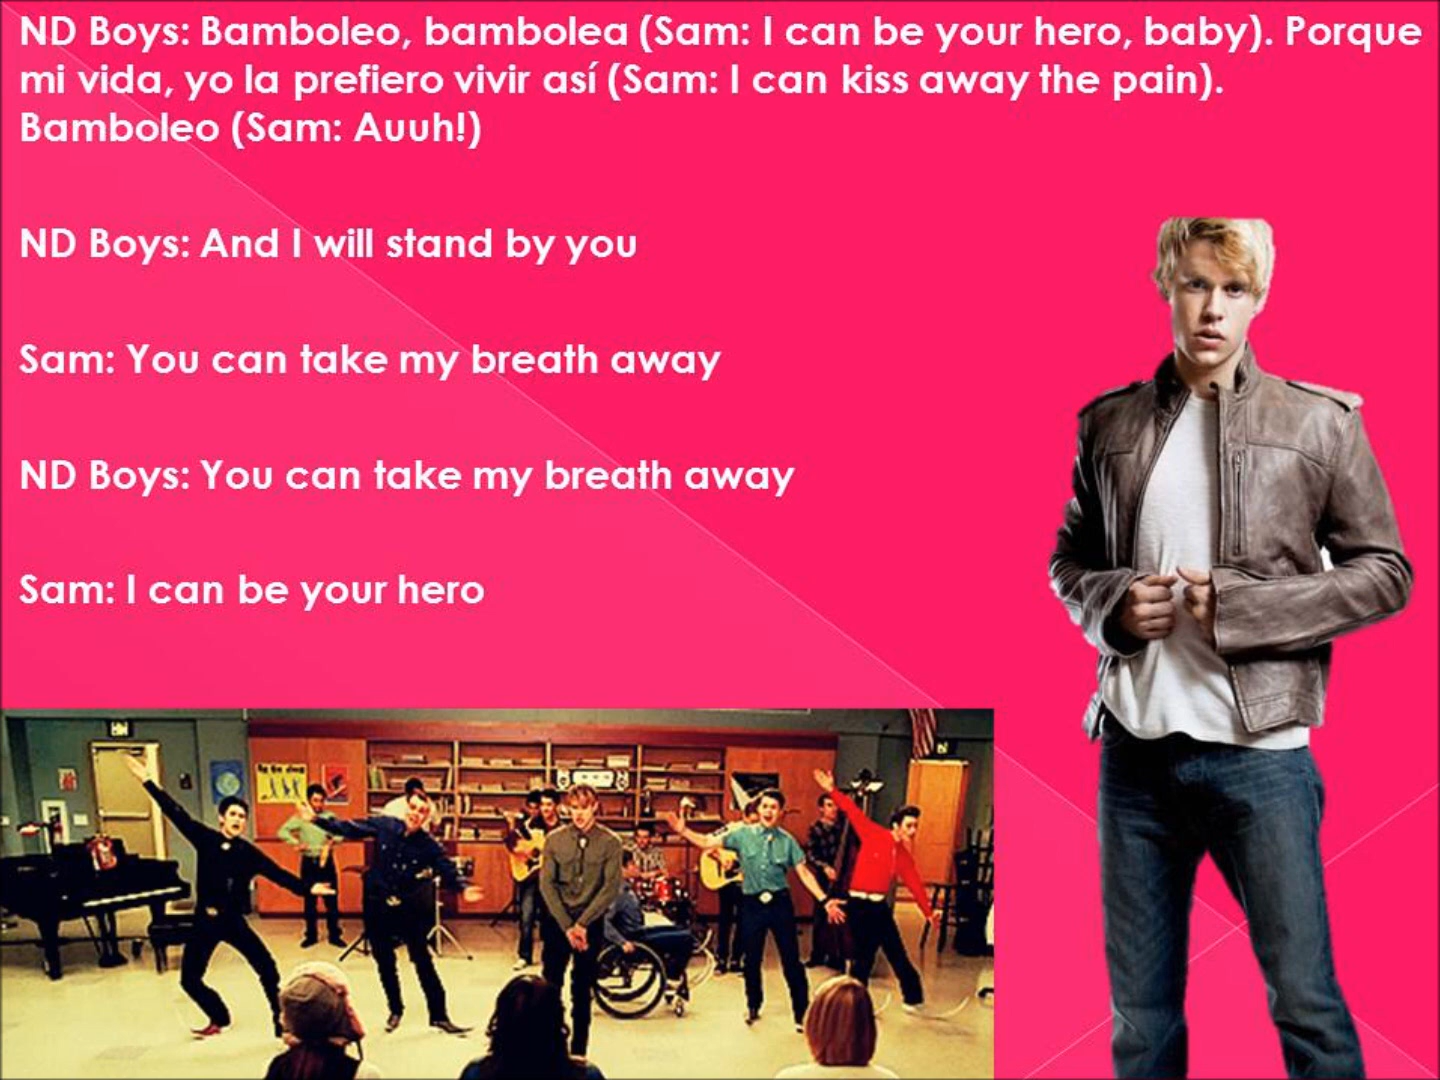 ND Boys: Bamboleo, bambolea (Sam: I can be your hero, baby). Porque
mi vida, yo la prefiero vivir así (Sam: I can kiss away the pain).
Bamboleo (Sam: Auuh!)
ND Boys: And I will stand by you
Sam: You can take my breath away
ND Boys: You can take my breath away
Sam: I can be your hero